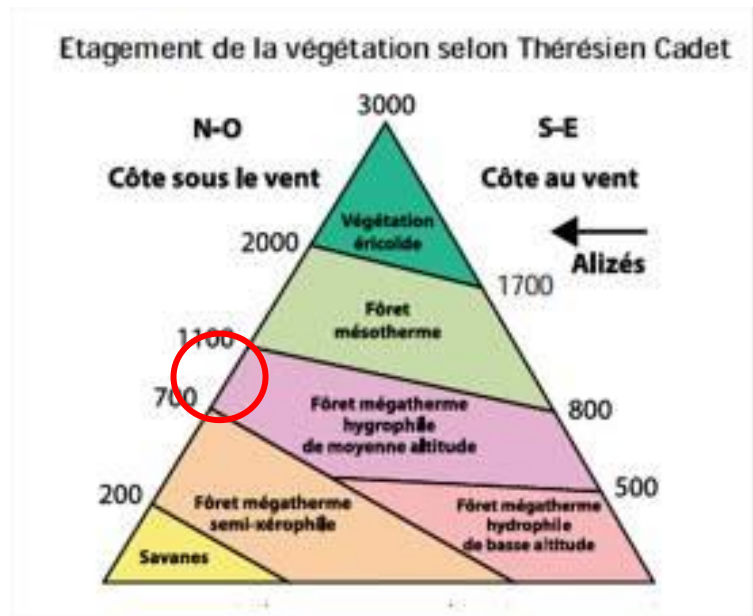 Etagement de la végétation selon Thérésien Cadet
3000
N-O
S-E
Côte sous le vent
Côte au vent
Végétation
éricoïde
2000
Alizés
1700
Fôret
mésotherme
1100
700
Fôret mégatherme
hygrophile
de moyenne altitude
800
200
500
Fôret mégatherme
semi-xérophile
Fôret mégatherme
hydrophile
de basse altitude
Savanes